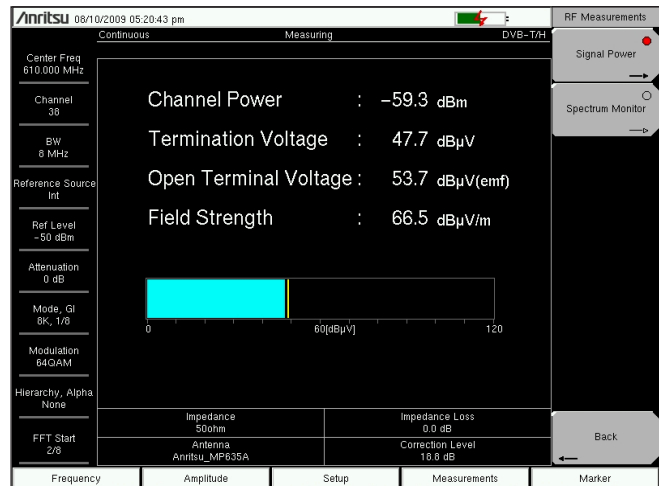 Anritsu 08/10/2009 05:20:43 pm
RF Measurements
Continuous Measuring DVB-T/H
Center Freq
610.000 MHz
Channel
38
BW
8 MHz
Reference Source
Int
Ref Level
-50 dBm
Attenuation
0 dB
Mode, GI
8K, 1/8
Modulation
64QAM
Hierarchy, Alpha
None
FFT Start
2/8
Channel Power : -59.3 dBm
Termination Voltage : 47.7 dBµV
Open Terminal Voltage : 53.7 dBµV(emf)
Field Strength : 66.5 dBµV/m
0 60[dBµV] 120
Impedance
50ohm
Impedance Loss
0.0 dB
Antenna
Anritsu_MP635A
Correction Level
18.8 dB
Signal Power
Spectrum Monitor
Back
Frequency Amplitude Setup Measurements Marker